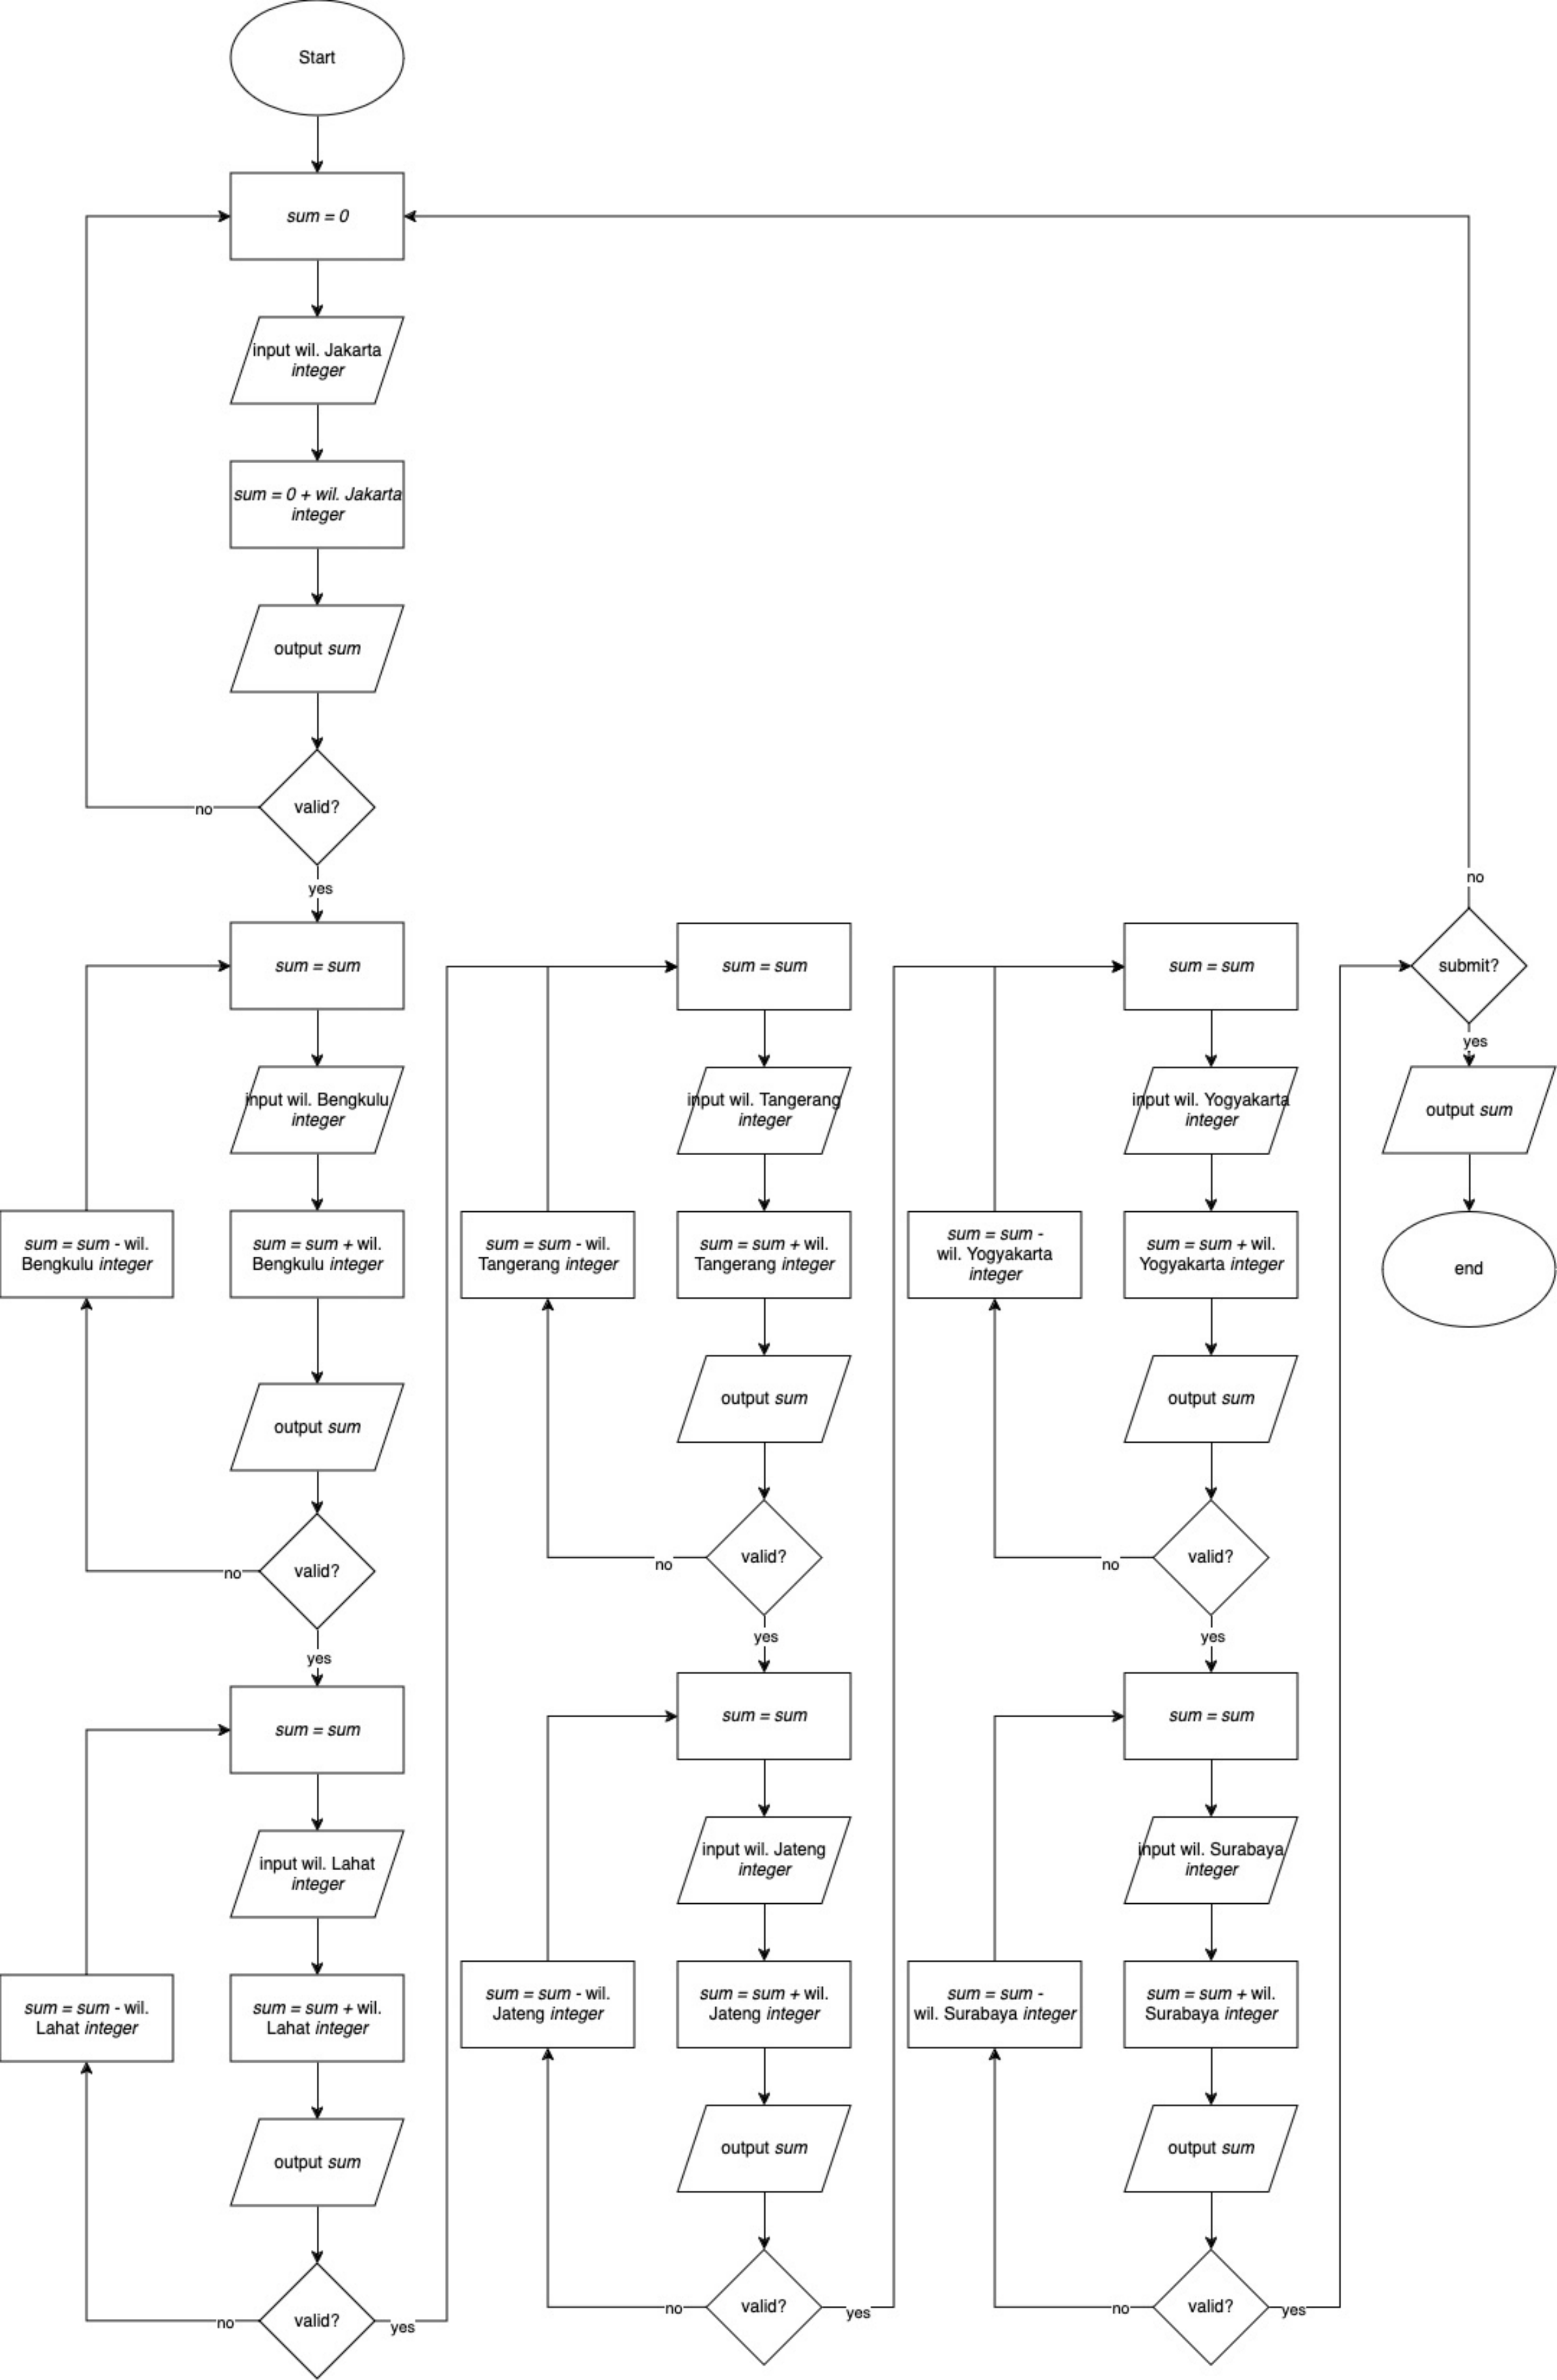 Start
sum = 0
input wil. Jakarta
integer
sum = 0 + wil. Jakarta
integer
output sum
valid?
no
yes
sum = sum
input wil. Bengkulu
integer
sum = sum - wil.
Bengkulu integer
sum = sum + wil.
Bengkulu integer
output sum
valid?
no
yes
sum = sum
input wil. Lahat
integer
sum = sum - wil.
Lahat integer
sum = sum + wil.
Lahat integer
output sum
valid?
no
yes
sum = sum
input wil. Tangerang
integer
sum = sum - wil.
Tangerang integer
sum = sum + wil.
Tangerang integer
output sum
valid?
no
yes
sum = sum
input wil. Jateng
integer
sum = sum - wil.
Jateng integer
sum = sum + wil.
Jateng integer
output sum
valid?
no
yes
sum = sum
input wil. Yogyakarta
integer
sum = sum -
wil. Yogyakarta
integer
sum = sum + wil.
Yogyakarta integer
output sum
valid?
no
yes
sum = sum
input wil. Surabaya
integer
sum = sum -
wil. Surabaya integer
sum = sum + wil.
Surabaya integer
output sum
valid?
no
yes
no
submit?
yes
output sum
end